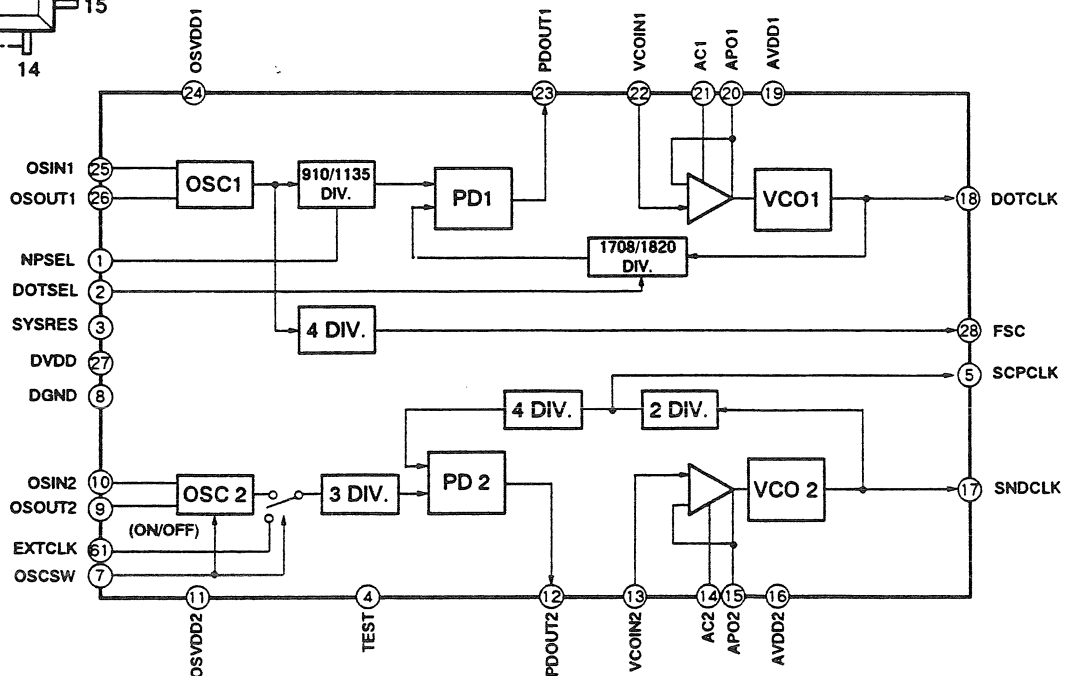 15
14
OSVDD1
PDOUT1
VCOIN1
AC1
APO1
AVDD1
24
23
22
21
20
19
OSIN1
25
OSOUT1
26
OSC1
910/1135
DIV.
PD1
VCO1
18
DOTCLK
1708/1820
DIV.
NPSEL
1
DOTSEL
2
SYSRES
3
4 DIV.
28
FSC
DVDD
27
5
SCPCLK
DGND
8
4 DIV.
2 DIV.
OSIN2
10
OSOUT2
9
OSC 2
3 DIV.
PD 2
VCO 2
17
SNDCLK
(ON/OFF)
EXTCLK
61
OSCSW
7
11
4
12
13
14
15
16
OSVDD2
TEST
PDOUT2
VCOIN2
AC2
APO2
AVDD2